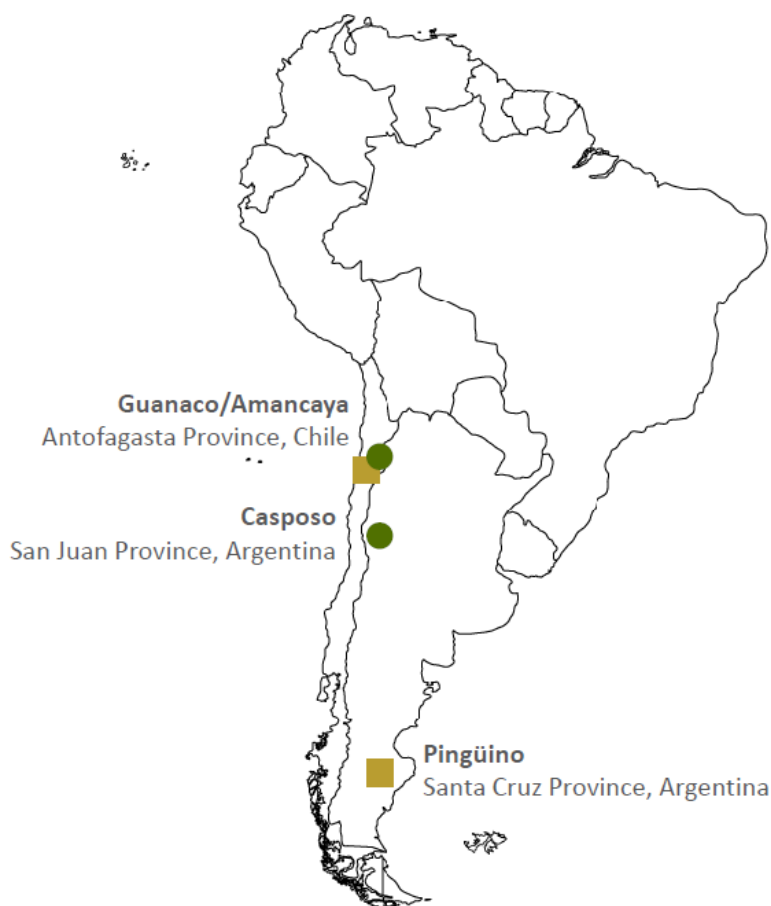 Guanaco/Amancaya
Antofagasta Province, Chile
Casposo
San Juan Province, Argentina
Pingüino
Santa Cruz Province, Argentina